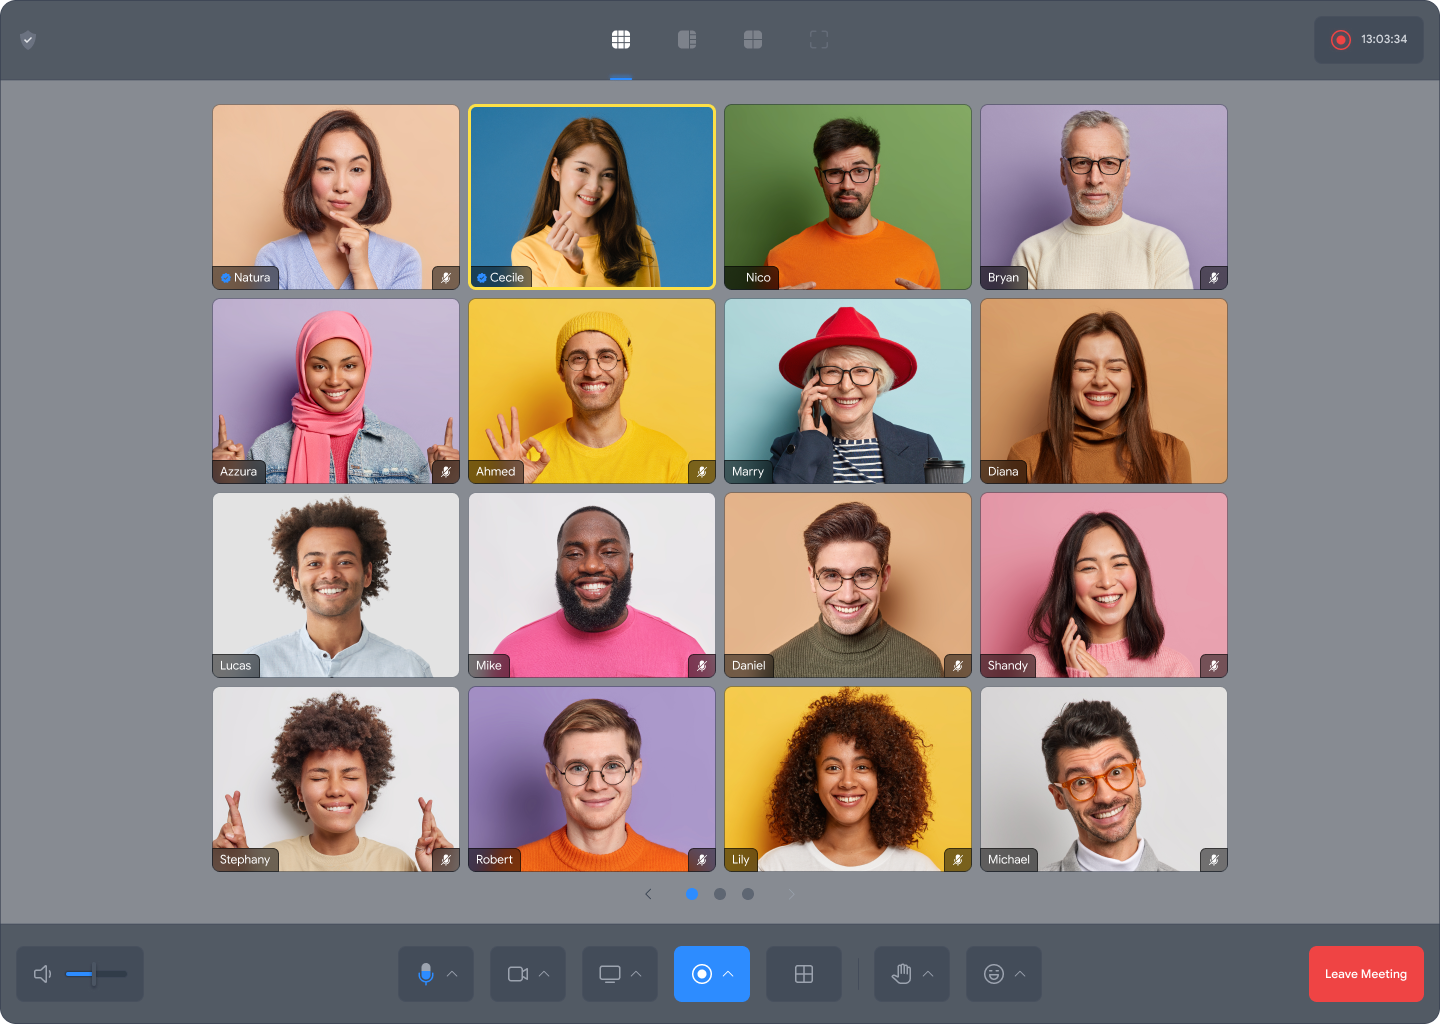 13:03:34
Natura
Cecile
Nico
Bryan
Azzura
Ahmed
Marry
Diana
Lucas
Mike
Daniel
Shandy
Stephany
Robert
Lily
Michael
Leave Meeting